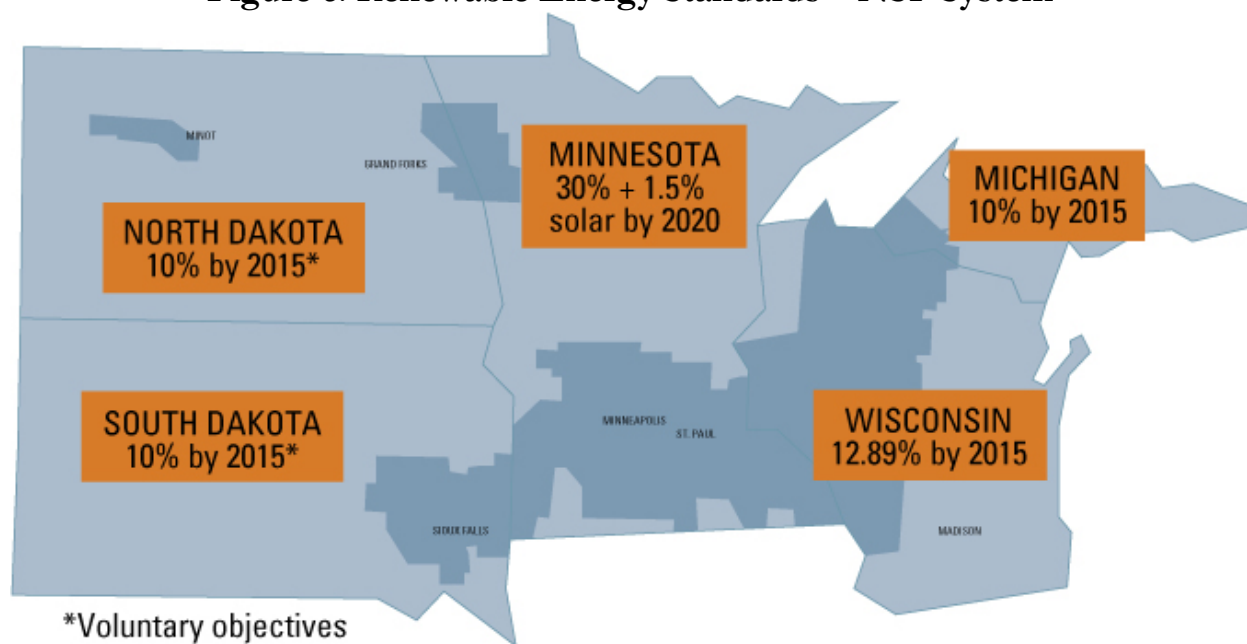 MINOT
GRAND FORKS
MINNESOTA
30% + 1.5%
solar by 2020
MICHIGAN
10% by 2015
NORTH DAKOTA
10% by 2015*
SOUTH DAKOTA
10% by 2015*
MINNEAPOLIS
ST. PAUL
WISCONSIN
12.89% by 2015
SIOUX FALLS
MADISON
*Voluntary objectives